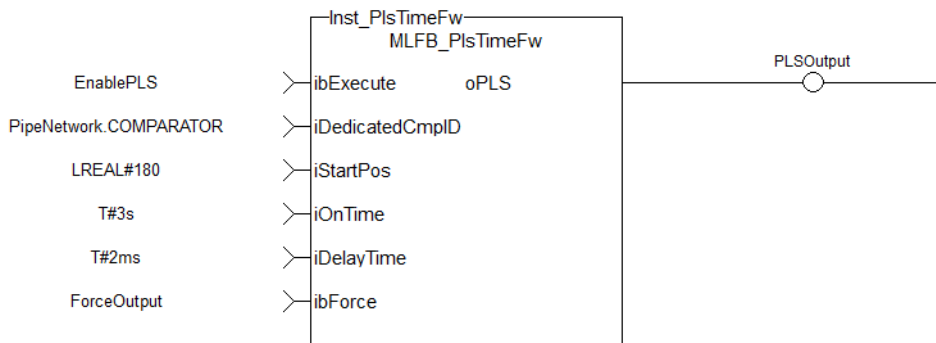 Inst_PlsTimeFw
MLFB_PlsTimeFw
PLSOutput
EnablePLS ibExecute oPLS
PipeNetwork.COMPARATOR iDedicatedCmpID
LREAL#180 iStartPos
T#3s iOnTime
T#2ms iDelayTime
ForceOutput ibForce